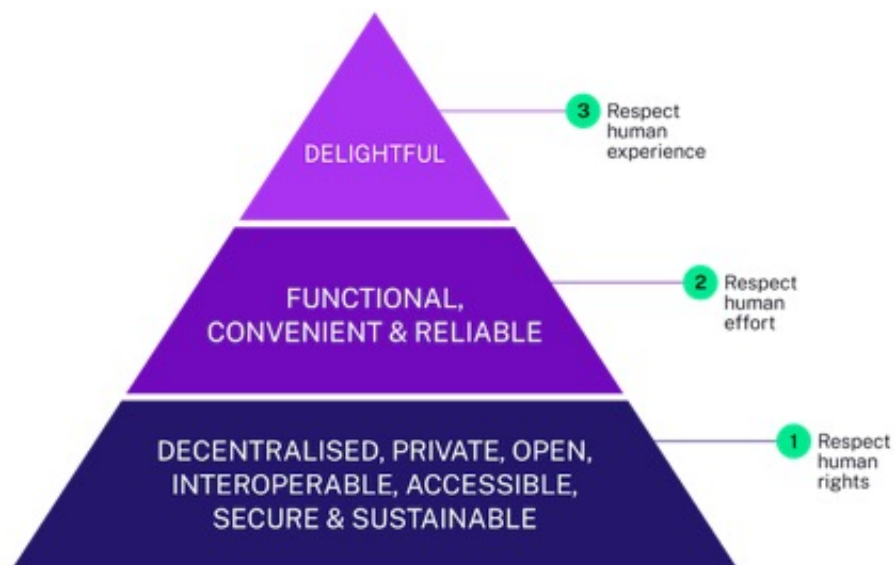 3
Respect
human
experience
DELIGHTFUL
2
Respect
human
effort
FUNCTIONAL,
CONVENIENT & RELIABLE
1
Respect
human
rights
DECENTRALISED, PRIVATE, OPEN,
INTEROPERABLE, ACCESSIBLE,
SECURE & SUSTAINABLE